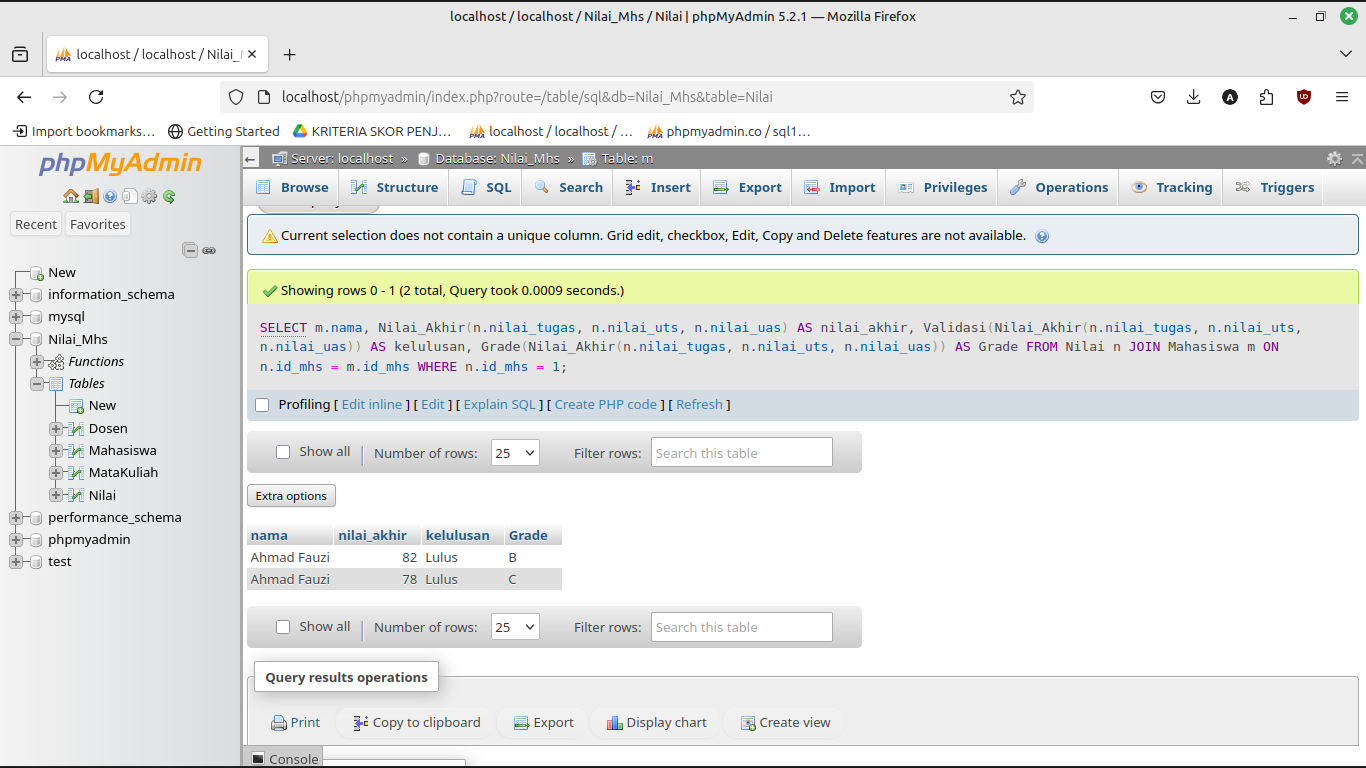 localhost / localhost / Nilai_Mhs / Nilai | phpMyAdmin 5.2.1 — Mozilla Firefox
localhost / localhost / Nilai_
localhost/phpmyadmin/index.php?route=/table/sql&db=Nilai_Mhs&table=Nilai
Import bookmarks… Getting Started KRITERIA SKOR PENJ… localhost / localhost / … phpmyadmin.co / sql1…
phpMyAdmin
Recent Favorites
New
information_schema
mysql
Nilai_Mhs
Functions
Tables
New
Dosen
Mahasiswa
MataKuliah
Nilai
performance_schema
phpmyadmin
test
Server: localhost » Database: Nilai_Mhs » Table: m
Browse Structure SQL Search Insert Export Import Privileges Operations Tracking Triggers
Current selection does not contain a unique column. Grid edit, checkbox, Edit, Copy and Delete features are not available.
Showing rows 0 - 1 (2 total, Query took 0.0009 seconds.)
SELECT m.nama, Nilai_Akhir(n.nilai_tugas, n.nilai_uts, n.nilai_uas) AS nilai_akhir, Validasi(Nilai_Akhir(n.nilai_tugas, n.nilai_uts,
n.nilai_uas)) AS kelulusan, Grade(Nilai_Akhir(n.nilai_tugas, n.nilai_uts, n.nilai_uas)) AS Grade FROM Nilai n JOIN Mahasiswa m ON
n.id_mhs = m.id_mhs WHERE n.id_mhs = 1;
Profiling [ Edit inline ] [ Edit ] [ Explain SQL ] [ Create PHP code ] [ Refresh ]
Show all Number of rows: 25 Filter rows: Search this table
Extra options
nama nilai_akhir kelulusan Grade
Ahmad Fauzi 82 Lulus B
Ahmad Fauzi 78 Lulus C
Show all Number of rows: 25 Filter rows: Search this table
Query results operations
Print Copy to clipboard Export Display chart Create view
Console